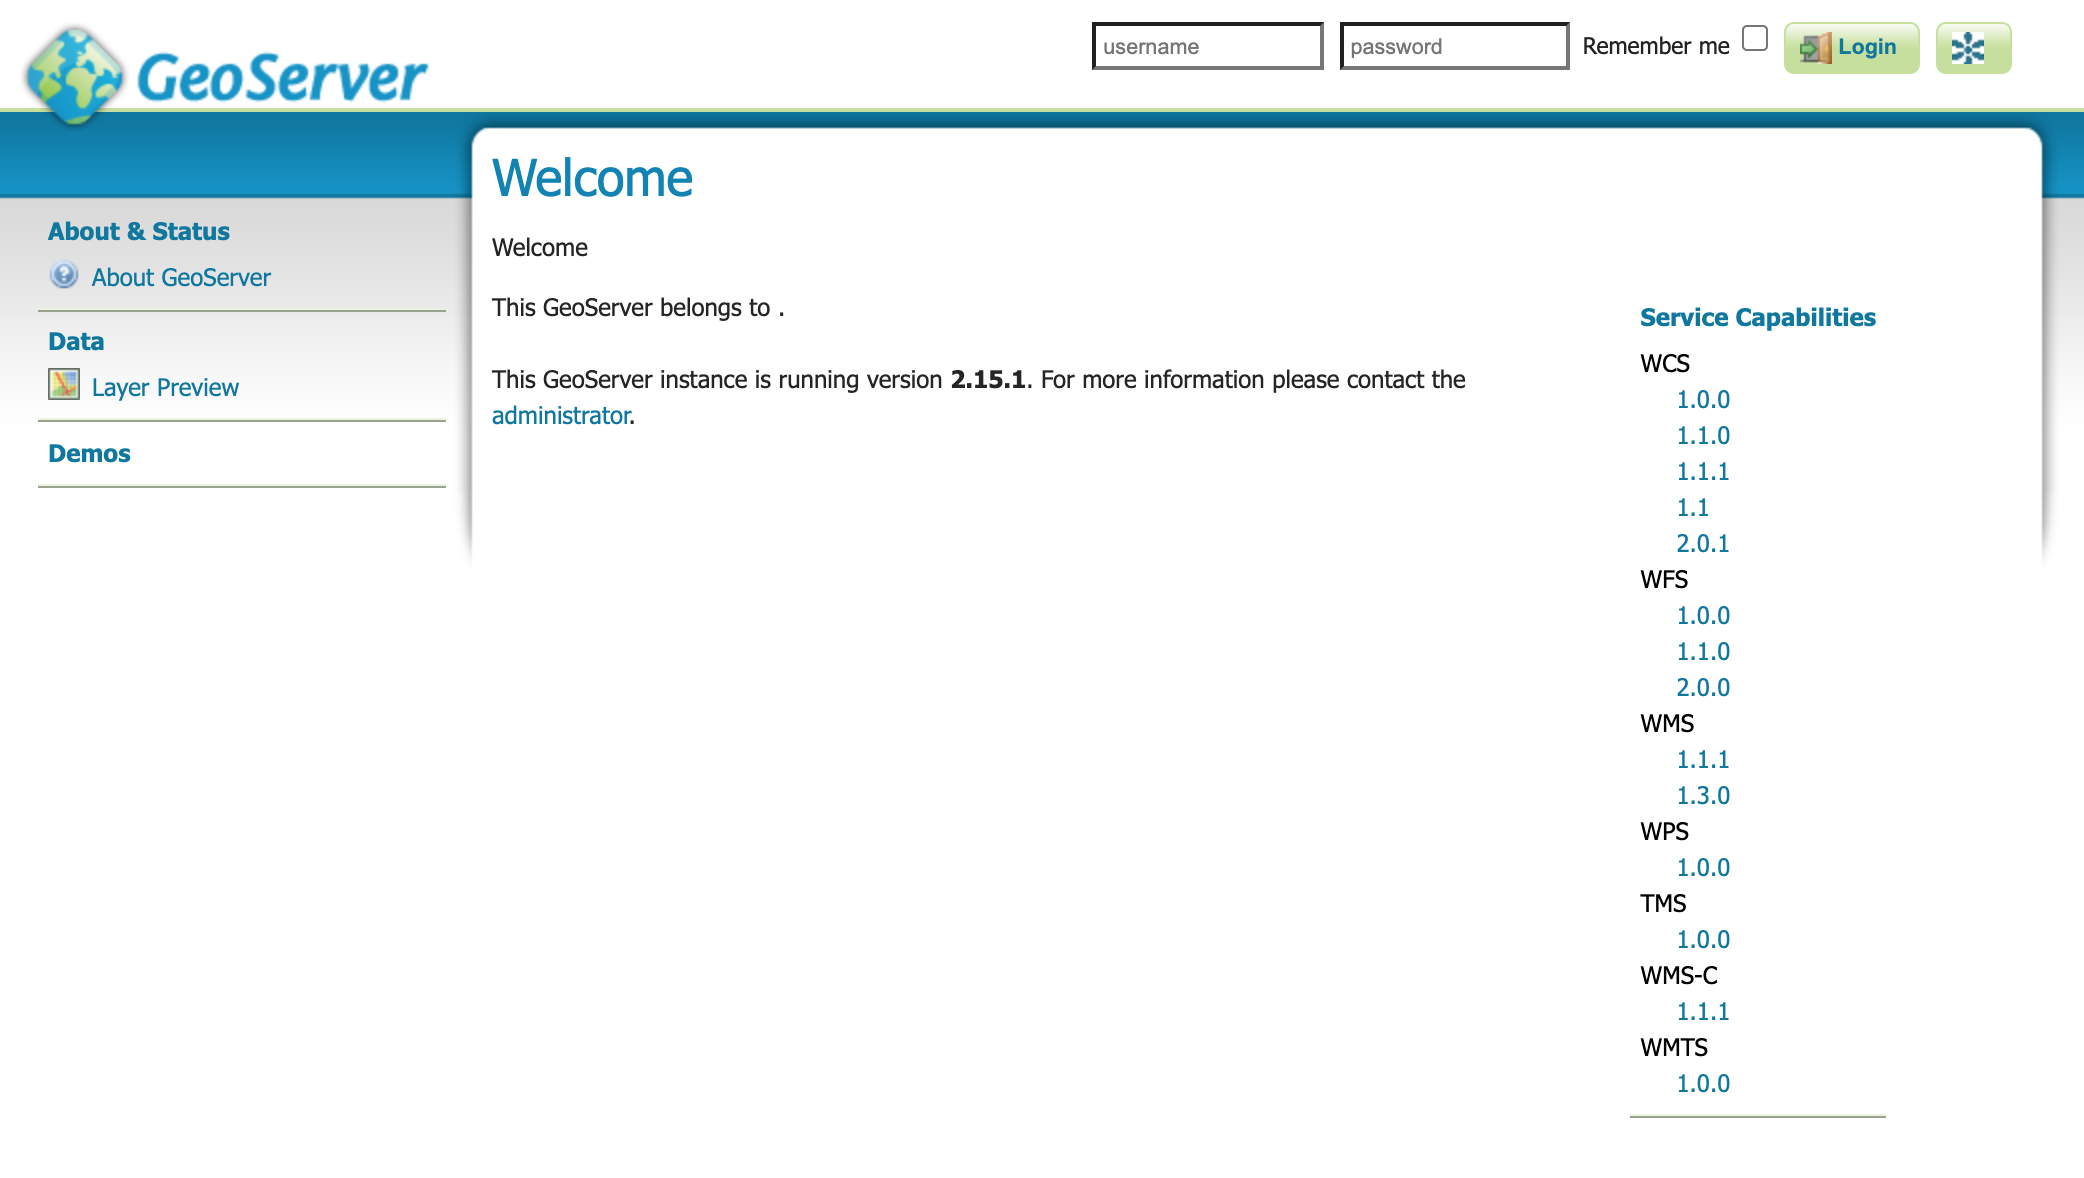 GeoServer
username
password
Remember me
Login
About & Status
About GeoServer
Data
Layer Preview
Demos
Welcome
Welcome
This GeoServer belongs to .
This GeoServer instance is running version 2.15.1. For more information please contact the
administrator.
Service Capabilities
WCS
1.0.0
1.1.0
1.1.1
1.1
2.0.1
WFS
1.0.0
1.1.0
2.0.0
WMS
1.1.1
1.3.0
WPS
1.0.0
TMS
1.0.0
WMS-C
1.1.1
WMTS
1.0.0